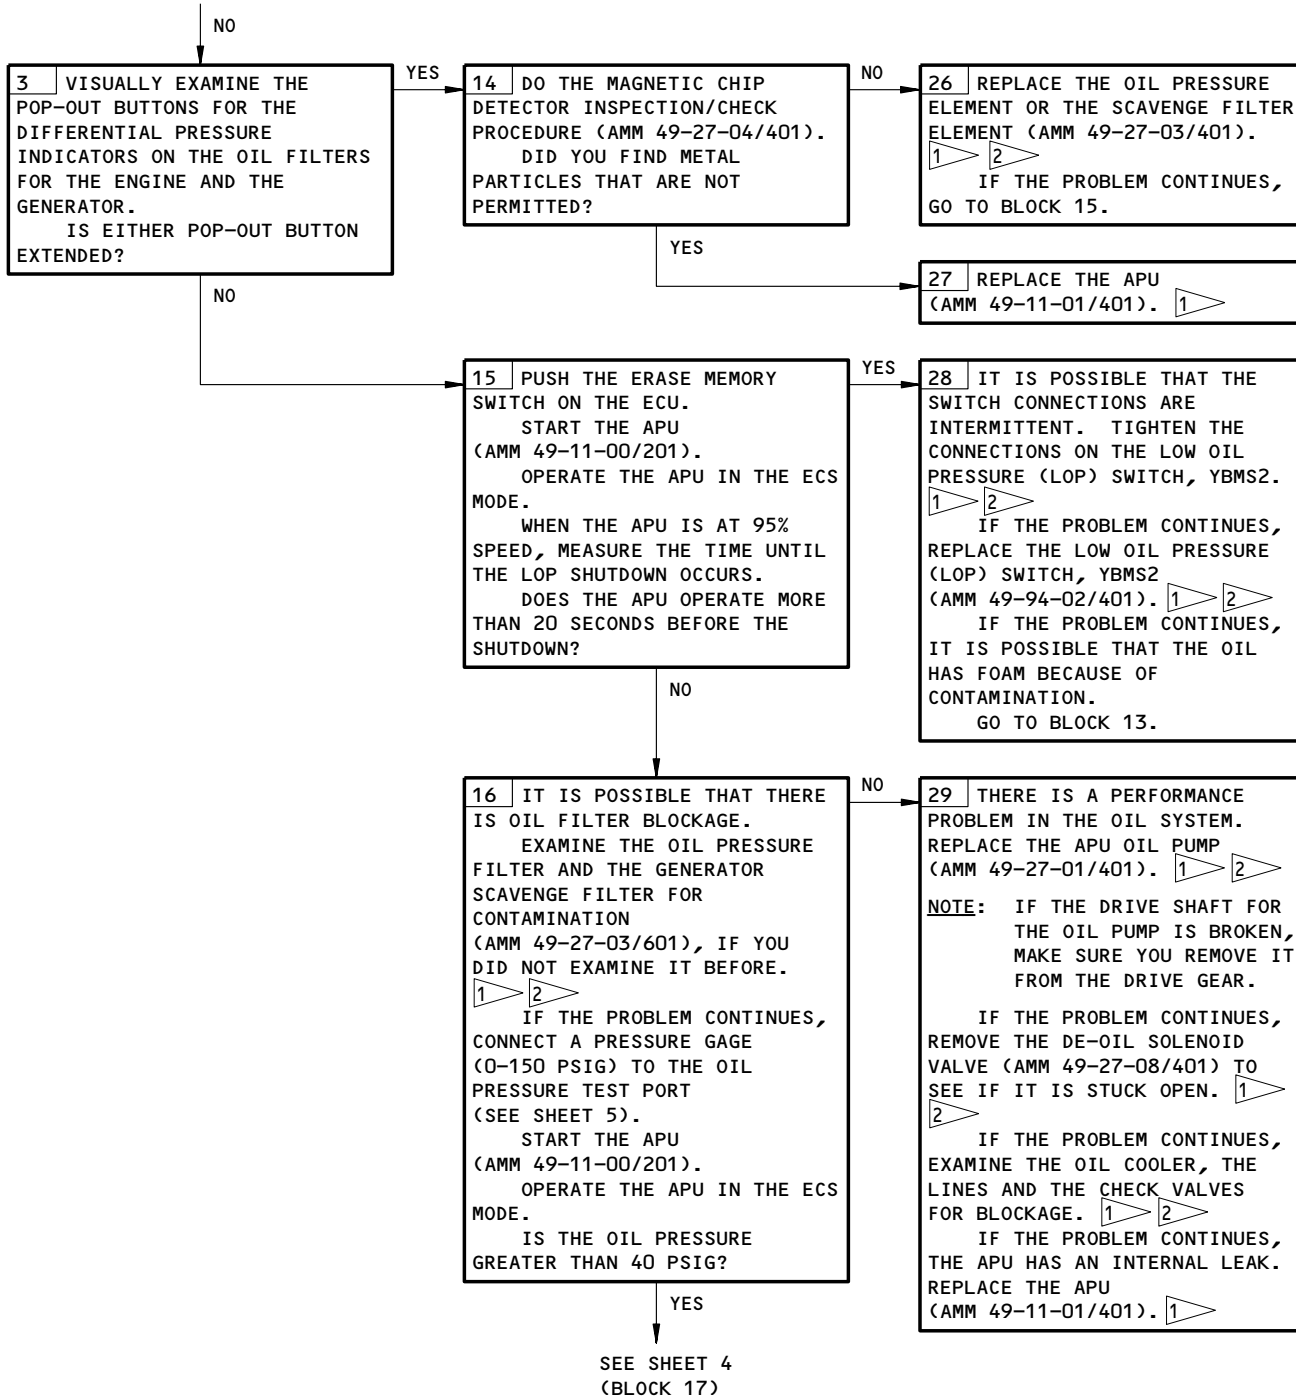 NO
3 VISUALLY EXAMINE THE
POP-OUT BUTTONS FOR THE
DIFFERENTIAL PRESSURE
INDICATORS ON THE OIL FILTERS
FOR THE ENGINE AND THE
GENERATOR.
IS EITHER POP-OUT BUTTON
EXTENDED?
YES
NO
14 DO THE MAGNETIC CHIP
DETECTOR INSPECTION/CHECK
PROCEDURE (AMM 49-27-04/401).
DID YOU FIND METAL
PARTICLES THAT ARE NOT
PERMITTED?
NO
YES
26 REPLACE THE OIL PRESSURE
ELEMENT OR THE SCAVENGE FILTER
ELEMENT (AMM 49-27-03/401).
1 2
IF THE PROBLEM CONTINUES,
GO TO BLOCK 15.
27 REPLACE THE APU
(AMM 49-11-01/401). 1
15 PUSH THE ERASE MEMORY
SWITCH ON THE ECU.
START THE APU
(AMM 49-11-00/201).
OPERATE THE APU IN THE ECS
MODE.
WHEN THE APU IS AT 95%
SPEED, MEASURE THE TIME UNTIL
THE LOP SHUTDOWN OCCURS.
DOES THE APU OPERATE MORE
THAN 20 SECONDS BEFORE THE
SHUTDOWN?
YES
NO
28 IT IS POSSIBLE THAT THE
SWITCH CONNECTIONS ARE
INTERMITTENT. TIGHTEN THE
CONNECTIONS ON THE LOW OIL
PRESSURE (LOP) SWITCH, YBMS2.
1 2
IF THE PROBLEM CONTINUES,
REPLACE THE LOW OIL PRESSURE
(LOP) SWITCH, YBMS2
(AMM 49-94-02/401). 1 2
IF THE PROBLEM CONTINUES,
IT IS POSSIBLE THAT THE OIL
HAS FOAM BECAUSE OF
CONTAMINATION.
GO TO BLOCK 13.
16 IT IS POSSIBLE THAT THERE
IS OIL FILTER BLOCKAGE.
EXAMINE THE OIL PRESSURE
FILTER AND THE GENERATOR
SCAVENGE FILTER FOR
CONTAMINATION
(AMM 49-27-03/601), IF YOU
DID NOT EXAMINE IT BEFORE.
1 2
IF THE PROBLEM CONTINUES,
CONNECT A PRESSURE GAGE
(0-150 PSIG) TO THE OIL
PRESSURE TEST PORT
(SEE SHEET 5).
START THE APU
(AMM 49-11-00/201).
OPERATE THE APU IN THE ECS
MODE.
IS THE OIL PRESSURE
GREATER THAN 40 PSIG?
NO
YES
SEE SHEET 4
(BLOCK 17)
29 THERE IS A PERFORMANCE
PROBLEM IN THE OIL SYSTEM.
REPLACE THE APU OIL PUMP
(AMM 49-27-01/401). 1 2
NOTE: IF THE DRIVE SHAFT FOR
THE OIL PUMP IS BROKEN,
MAKE SURE YOU REMOVE IT
FROM THE DRIVE GEAR.
IF THE PROBLEM CONTINUES,
REMOVE THE DE-OIL SOLENOID
VALVE (AMM 49-27-08/401) TO
SEE IF IT IS STUCK OPEN. 1
2
IF THE PROBLEM CONTINUES,
EXAMINE THE OIL COOLER, THE
LINES AND THE CHECK VALVES
FOR BLOCKAGE. 1 2
IF THE PROBLEM CONTINUES,
THE APU HAS AN INTERNAL LEAK.
REPLACE THE APU
(AMM 49-11-01/401). 1